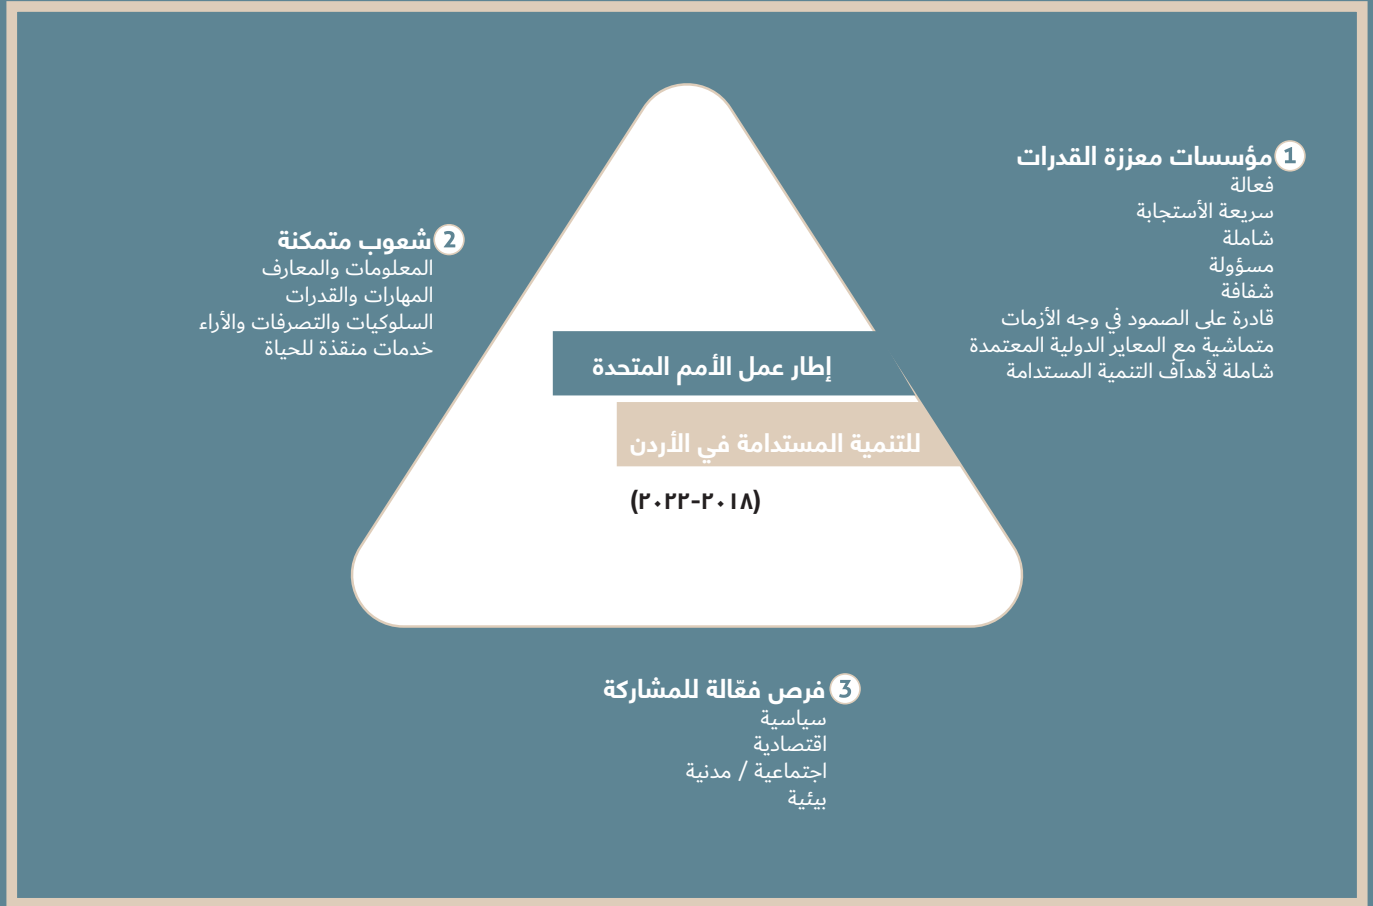 1 مؤسسات معززة القدرات
فعالة
سريعة الأستجابة
شاملة
مسؤولة
شفافة
قادرة على الصمود في وجه الأزمات
متماشية مع المعاير الدولية المعتمدة
شاملة لأهداف التنمية المستدامة
2 شعوب متمكنة
المعلومات والمعارف
المهارات والقدرات
السلوكيات والتصرفات والأراء
خدمات منقذة للحياة
إطار عمل الأمم المتحدة
للتنمية المستدامة في الأردن
(٢٠١٨-٢٠٢٢)
3 فرص فعّالة للمشاركة
سياسية
اقتصادية
اجتماعية / مدنية
بيئية